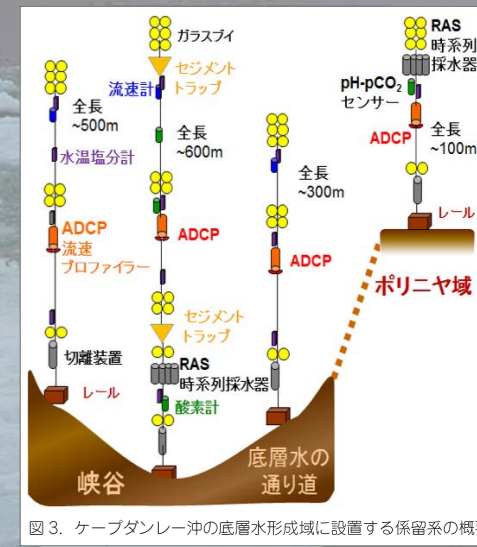 ガラスブイ
セジメント
トラップ
流速計
全長
~500m
全長
~600m
水温塩分計
ADCP
流速
プロファイラー
ADCP
セジメント
トラップ
RAS
時系列採水器
酸素計
切離装置
レール
峡谷
全長
~300m
ADCP
底層水の
通り道
RAS
時系列
採水器
pH-pCO₂
センサー
ADCP
全長
~100m
レール
ポリニヤ域
図 3. ケープダンレー沖の底層水形成域に設置する係留系の概